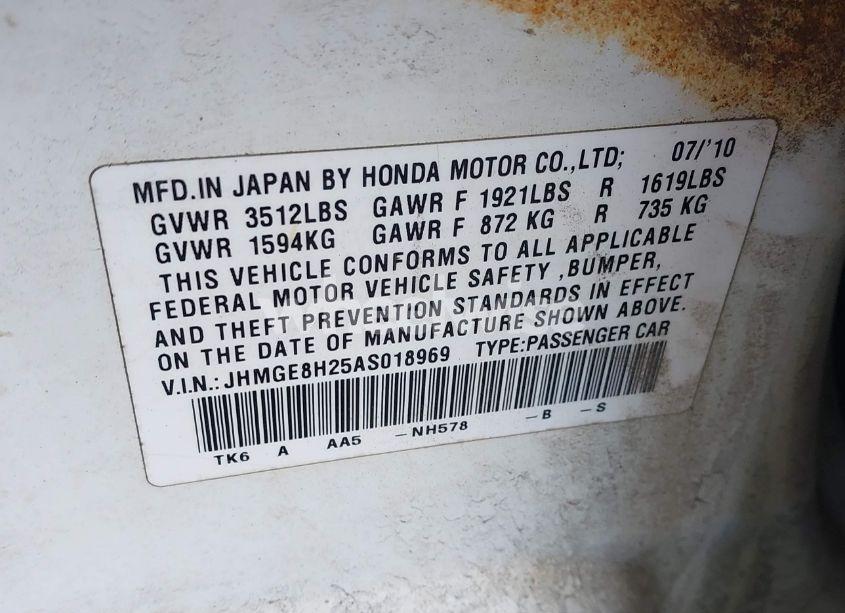 MFD.IN JAPAN BY HONDA MOTOR CO.,LTD; 07/'10
GVWR 3512LBS GAWR F 1921LBS R 1619LBS
GVWR 1594KG GAWR F 872 KG R 735 KG
THIS VEHICLE CONFORMS TO ALL APPLICABLE
FEDERAL MOTOR VEHICLE SAFETY ,BUMPER,
AND THEFT PREVENTION STANDARDS IN EFFECT
ON THE DATE OF MANUFACTURE SHOWN ABOVE.
V.I.N.: JHMGE8H25AS018969 TYPE:PASSENGER CAR
TK6 A AA5 -NH578 -B -S